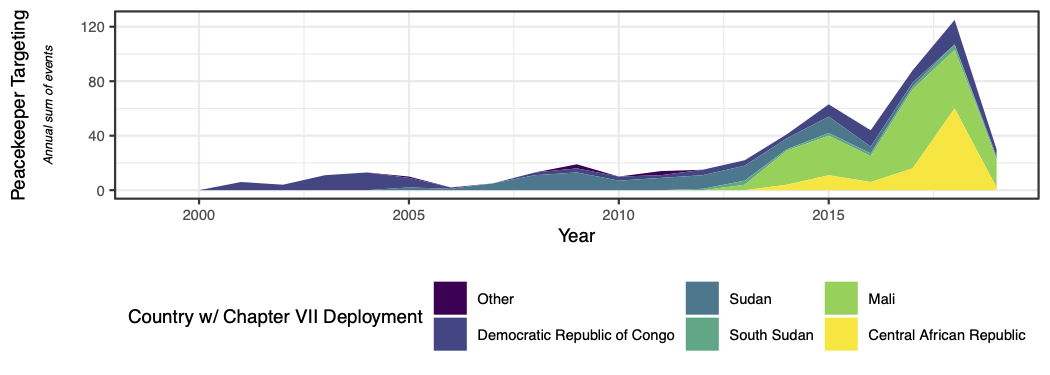 Peacekeeper Targeting
Annual sum of events
120
80
40
0
2000
2005
2010
2015
Year
Country w/ Chapter VII Deployment
Other
Democratic Republic of Congo
Sudan
South Sudan
Mali
Central African Republic